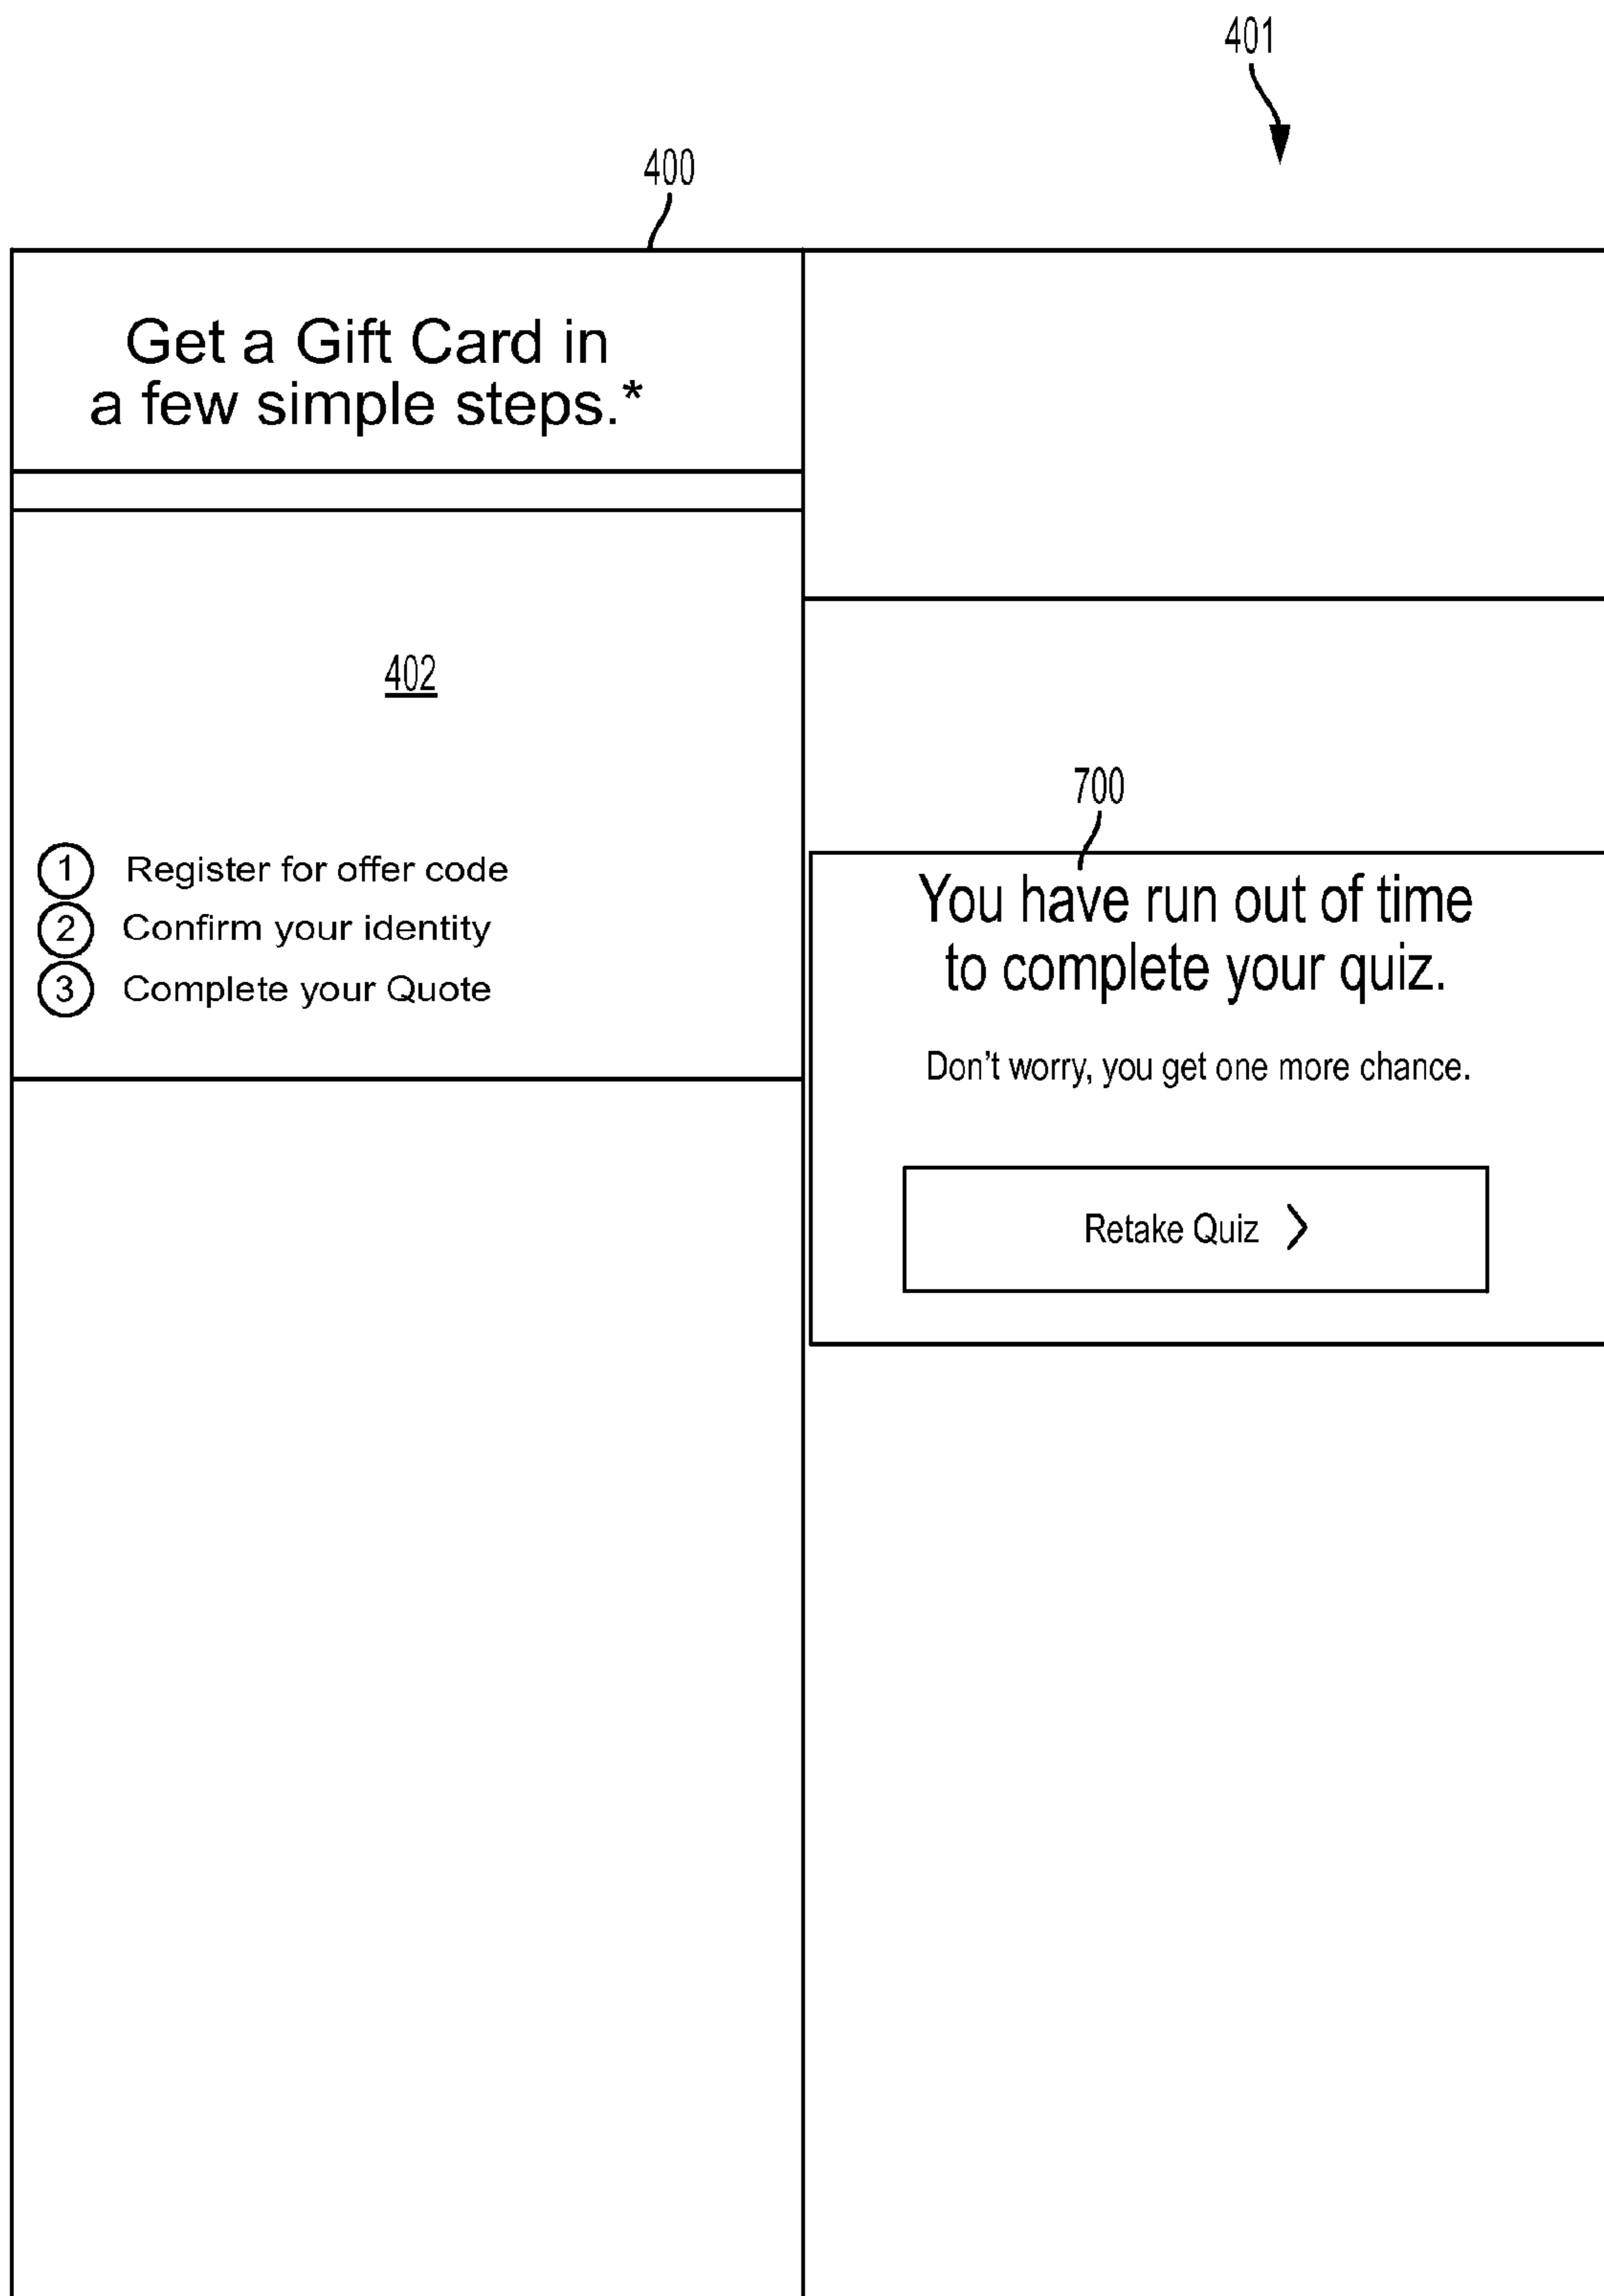 401
400
Get a Gift Card in
a few simple steps.*
402
1 Register for offer code
2 Confirm your identity
3 Complete your Quote
700
You have run out of time
to complete your quiz.
Don't worry, you get one more chance.
Retake Quiz >